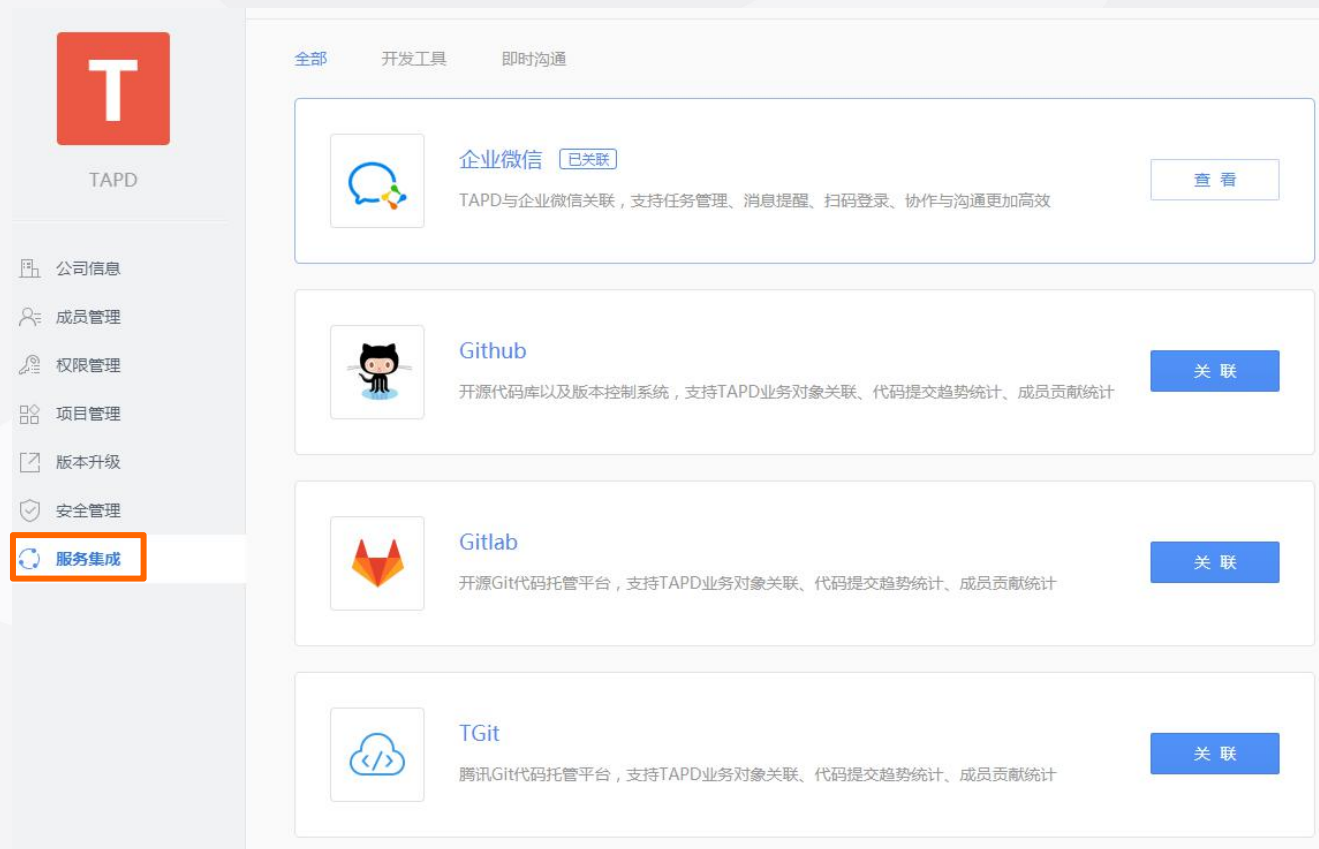 T
TAPD
公司信息
成员管理
权限管理
项目管理
版本升级
安全管理
服务集成
全部 开发工具 即时沟通
企业微信 已关联
TAPD与企业微信关联，支持任务管理、消息提醒、扫码登录、协作与沟通更加高效
查 看
Github
开源代码库以及版本控制系统，支持TAPD业务对象关联、代码提交趋势统计、成员贡献统计
关 联
Gitlab
开源Git代码托管平台，支持TAPD业务对象关联、代码提交趋势统计、成员贡献统计
关 联
TGit
腾讯Git代码托管平台，支持TAPD业务对象关联、代码提交趋势统计、成员贡献统计
关 联